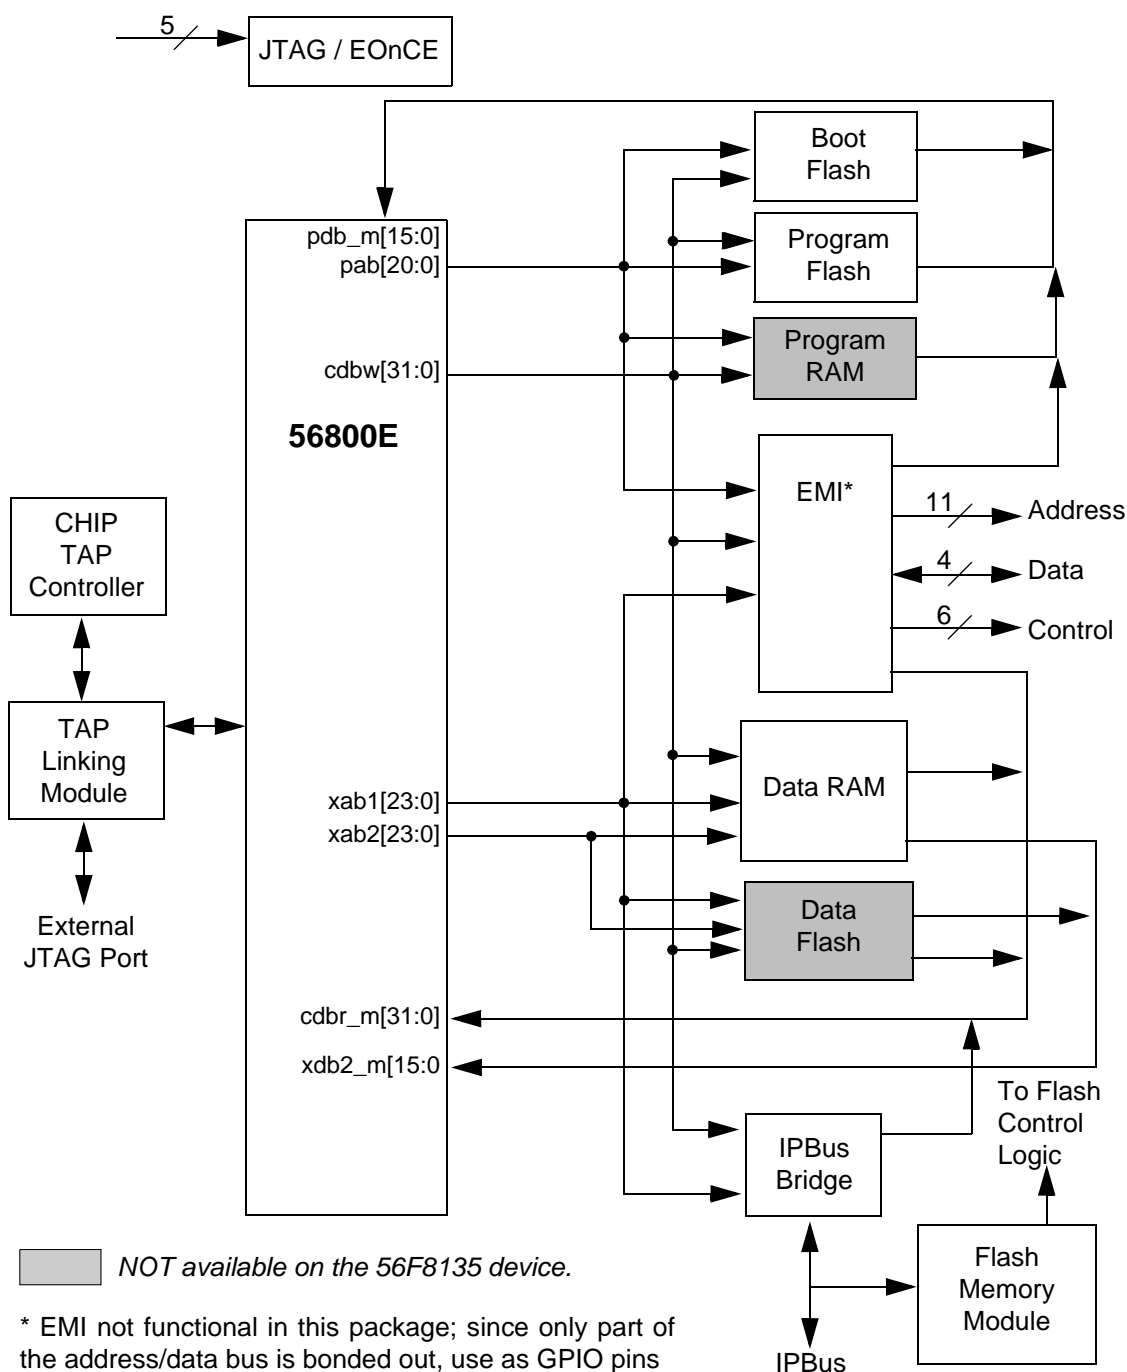 5
JTAG / EOnCE
Boot
Flash
pdb_m[15:0]
pab[20:0]
Program
Flash
cdbw[31:0]
Program
RAM
56800E
EMI*
11
Address
4
Data
6
Control
CHIP
TAP
Controller
TAP
Linking
Module
External
JTAG Port
xab1[23:0]
xab2[23:0]
Data RAM
Data
Flash
cdbr_m[31:0]
xdb2_m[15:0
To Flash
Control
Logic
IPBus
Bridge
Flash
Memory
Module
IPBus
NOT available on the 56F8135 device.
* EMI not functional in this package; since only part of
the address/data bus is bonded out, use as GPIO pins